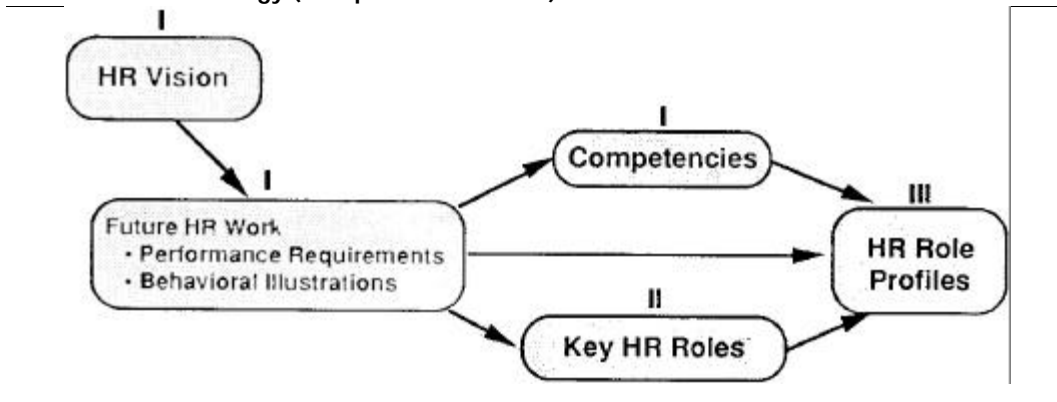 I
HR Vision
I
Future HR Work
• Performance Requirements
• Behavioral Illustrations
I
Competencies
II
Key HR Roles
III
HR Role
Profiles